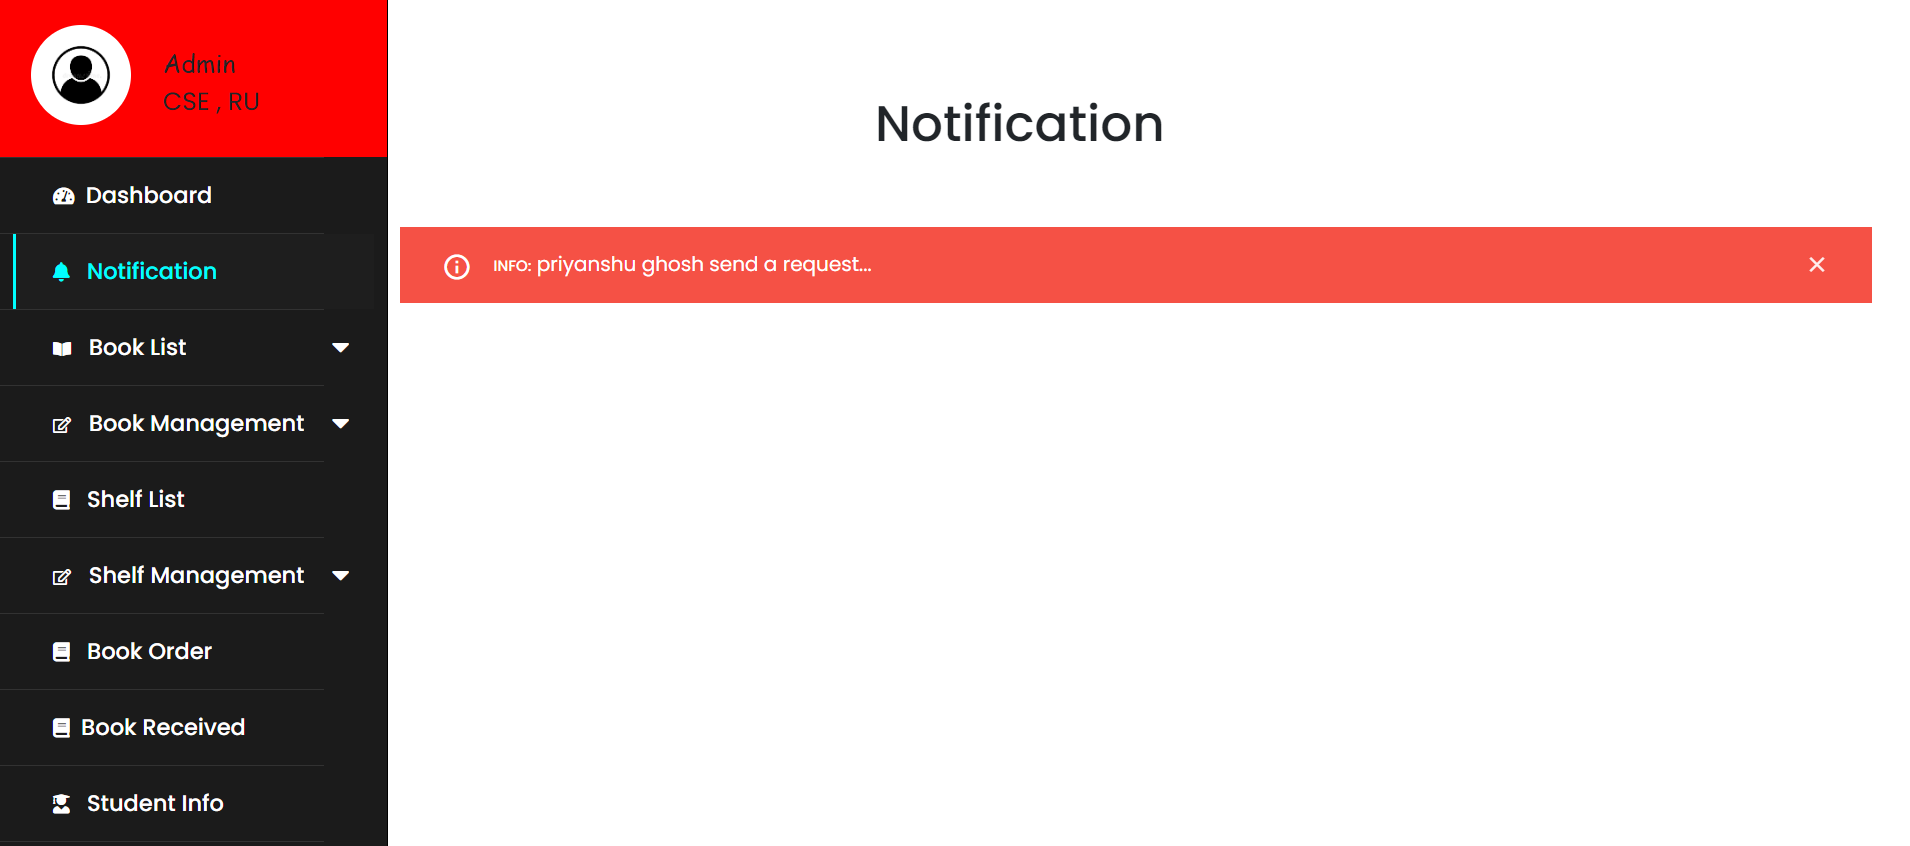 Admin
CSE , RU
Dashboard
Notification
Book List
Book Management
Shelf List
Shelf Management
Book Order
Book Received
Student Info
Notification
INFO: priyanshu ghosh send a request...